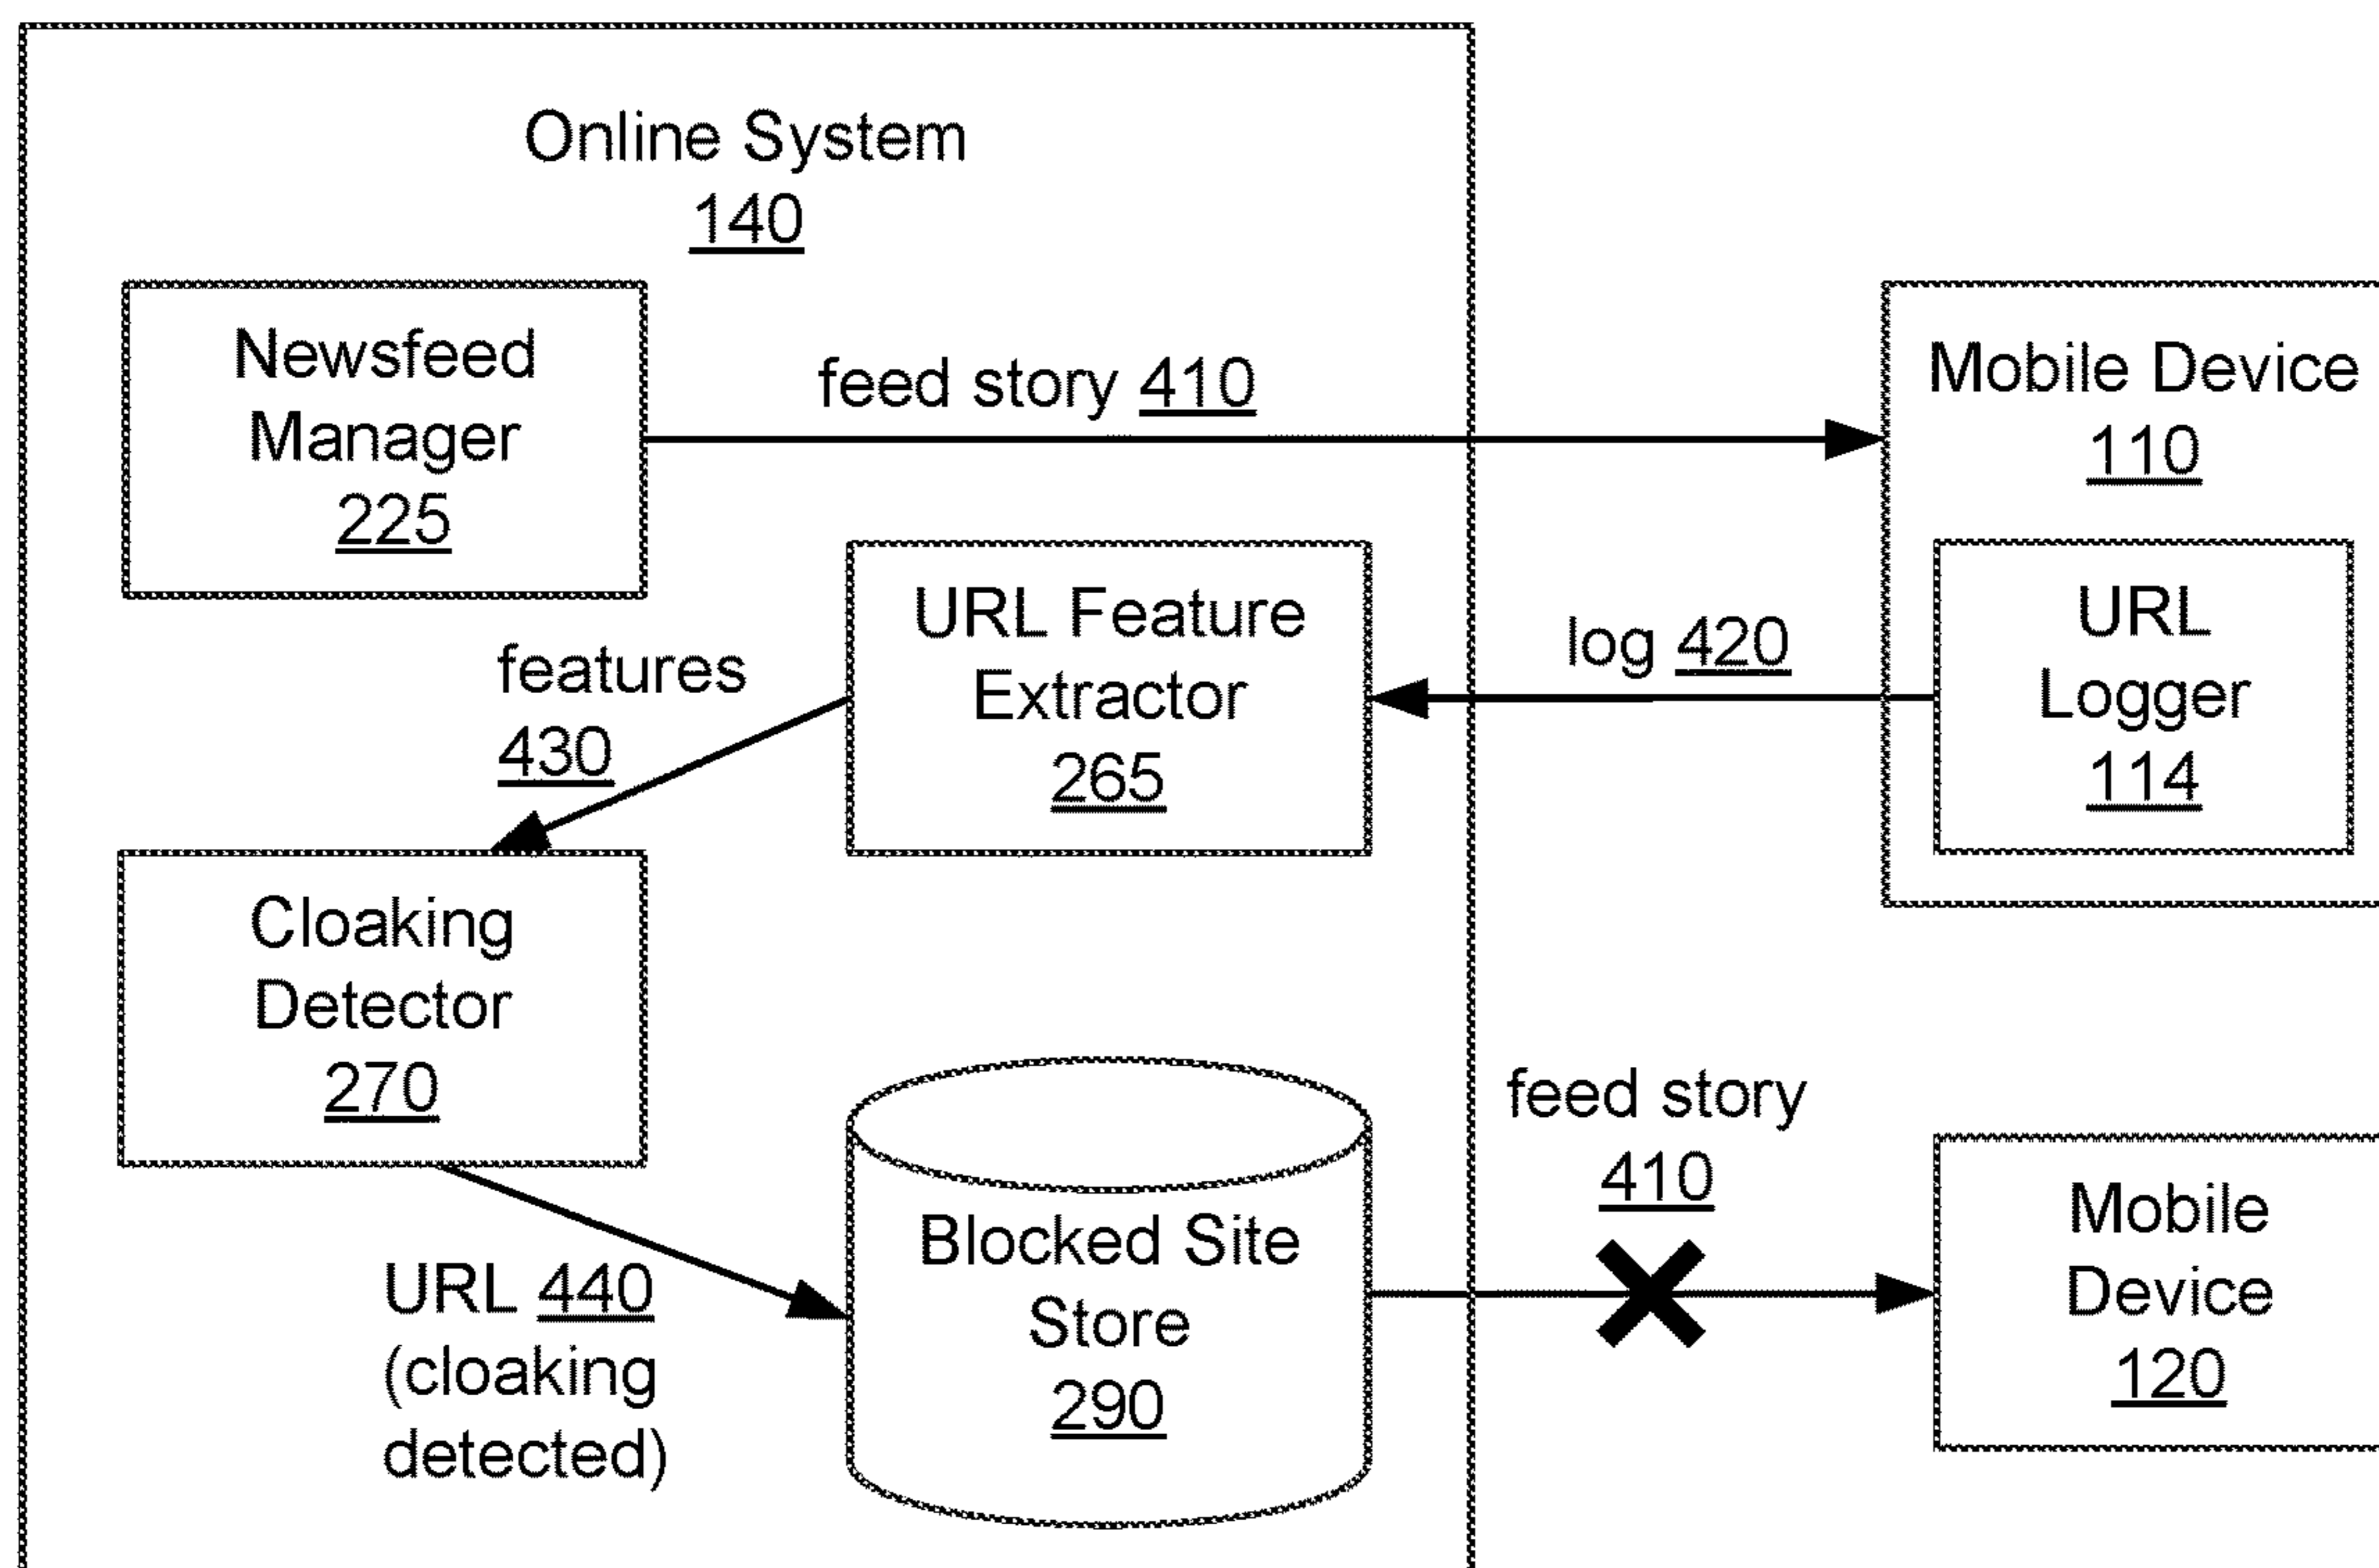 Online System
140
Newsfeed
Manager
225
feed story 410
Mobile Device
110
URL Feature
Extractor
265
log 420
URL
Logger
114
features
430
Cloaking
Detector
270
URL 440
(cloaking
detected)
Blocked Site
Store
290
feed story
410
Mobile
Device
120